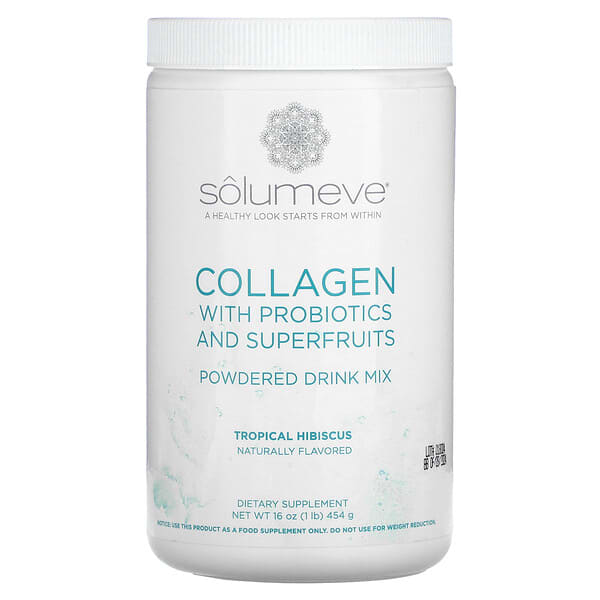 sôlumeve®
A HEALTHY LOOK STARTS FROM WITHIN
COLLAGEN
WITH PROBIOTICS
AND SUPERFRUITS
POWDERED DRINK MIX
TROPICAL HIBISCUS
NATURALLY FLAVORED
DIETARY SUPPLEMENT
NET WT 16 oz (1 lb) 454 g
NOTICE: USE THIS PRODUCT AS A FOOD SUPPLEMENT ONLY. DO NOT USE FOR WEIGHT REDUCTION.